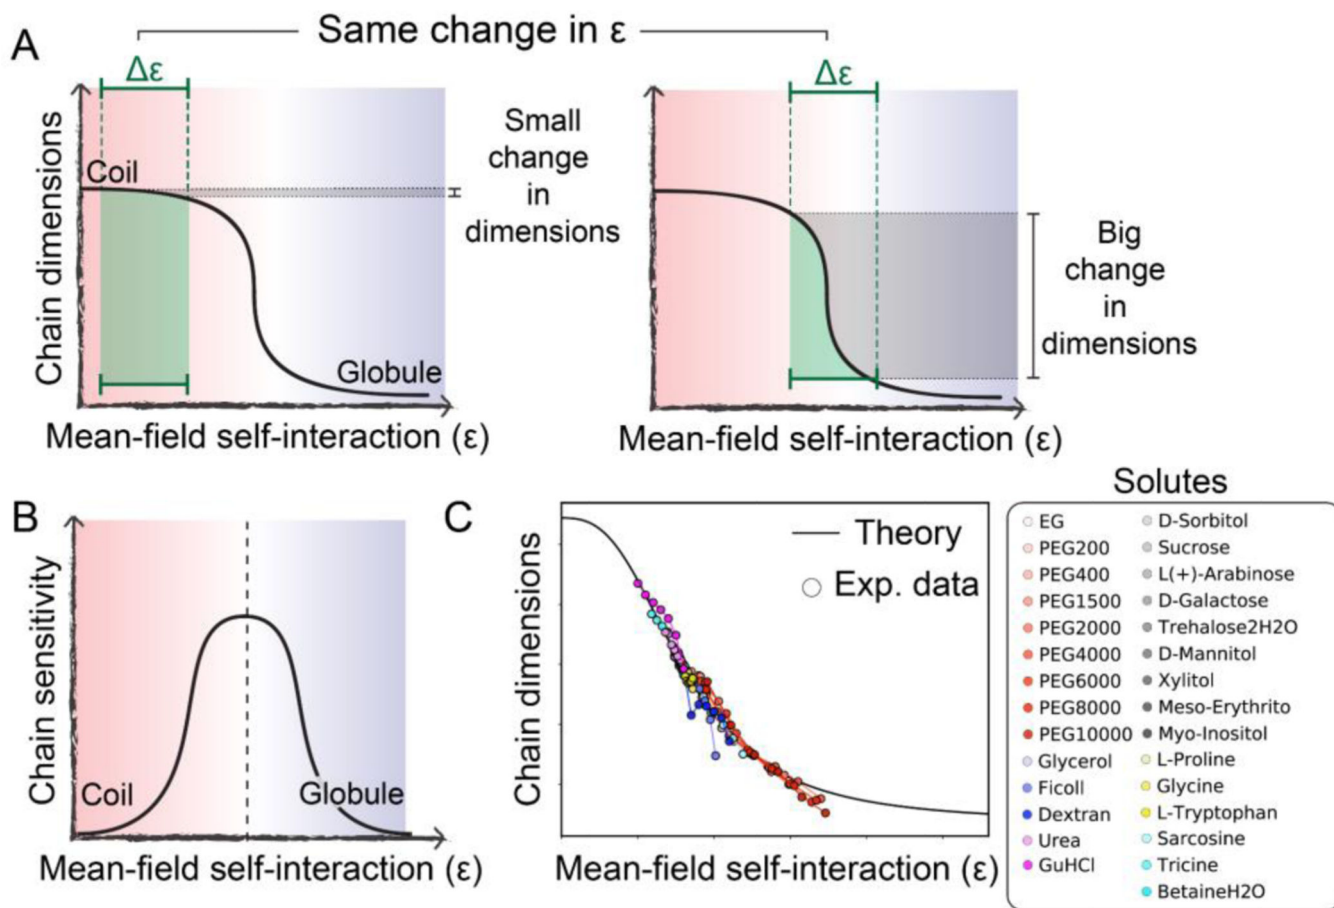 A
Same change in ε
Δε
Chain dimensions
Coil
Globule
Mean-field self-interaction (ε)
Small
change
in
dimensions
Δε
Mean-field self-interaction (ε)
Big
change
in
dimensions
B
Chain sensitivity
Coil
Globule
Mean-field self-interaction (ε)
C
Chain dimensions
Theory
Exp. data
Mean-field self-interaction (ε)
Solutes
EG
PEG200
PEG400
PEG1500
PEG2000
PEG4000
PEG6000
PEG8000
PEG10000
Glycerol
Ficoll
Dextran
Urea
GuHCl
D-Sorbitol
Sucrose
L(+)-Arabinose
D-Galactose
Trehalose2H2O
D-Mannitol
Xylitol
Meso-Erythrito
Myo-Inositol
L-Proline
Glycine
L-Tryptophan
Sarcosine
Tricine
BetaineH2O